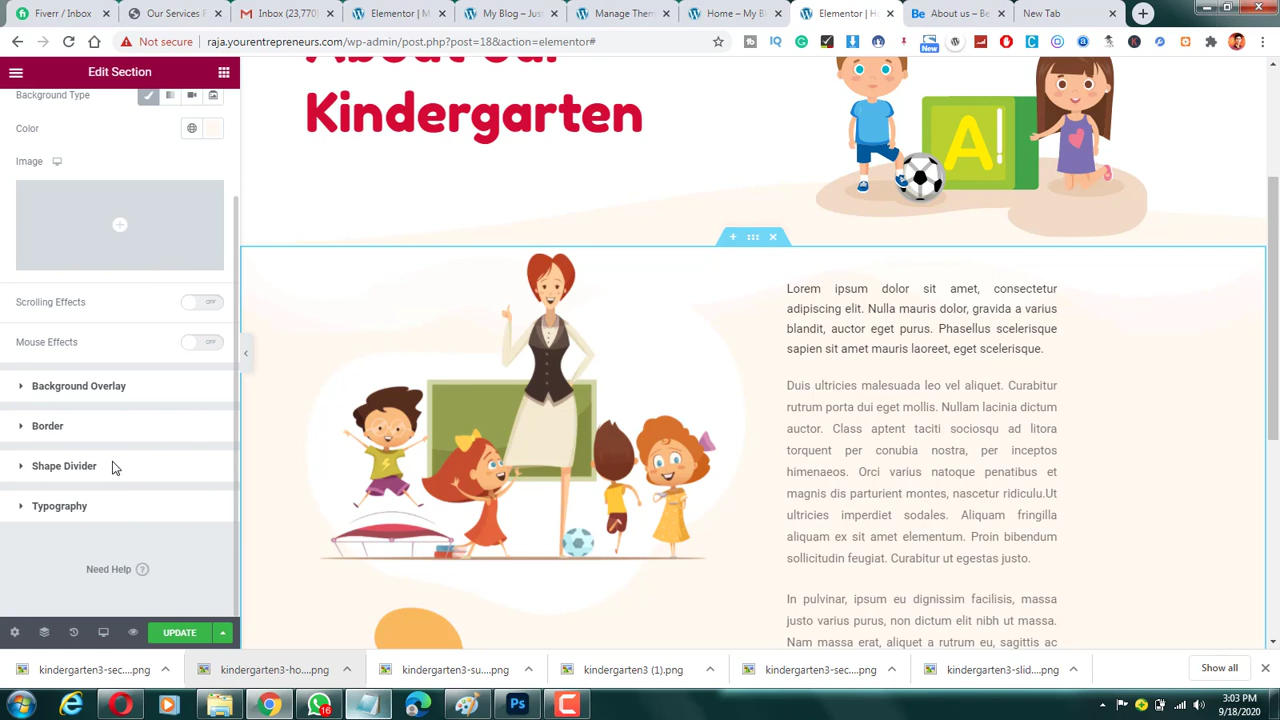 Fiverr / Inbox
Our Services F
Inbox (23,770)
Elementor | M
My Blog – Just
Manage Them
Home — My Bl
Elementor | H
About us – Be
New Tab
Not secure
raja.yourentrepreneurs.com/wp-admin/post.php?post=18&action=elementor#
New
Edit Section
Background Type
Color
Image
Scrolling Effects
OFF
Mouse Effects
OFF
Background Overlay
Border
Shape Divider
Typography
Need Help
UPDATE
About Our
Kindergarten
A!
Lorem ipsum dolor sit amet, consectetur
adipiscing elit. Nulla mauris dolor, gravida a varius
blandit, auctor eget purus. Phasellus scelerisque
sapien sit amet mauris laoreet, eget scelerisque.
Duis ultricies malesuada leo vel aliquet. Curabitur
rutrum porta dui eget mollis. Nullam lacinia dictum
auctor. Class aptent taciti sociosqu ad litora
torquent per conubia nostra, per inceptos
himenaeos. Orci varius natoque penatibus et
magnis dis parturient montes, nascetur ridiculu.Ut
ultricies imperdiet sodales. Aliquam fringilla
aliquam ex sit amet elementum. Proin bibendum
sollicitudin feugiat. Curabitur ut egestas justo.
In pulvinar, ipsum eu dignissim facilisis, massa
justo varius purus, non dictum elit nibh ut massa.
Nam massa erat, aliquet a rutrum eu, sagittis ac
kindergarten3-sec....png
kindergarten3-ho....png
kindergarten3-su....png
kindergarten3 (1).png
kindergarten3-sec....png
kindergarten3-slid....png
Show all
16
3:03 PM
9/18/2020